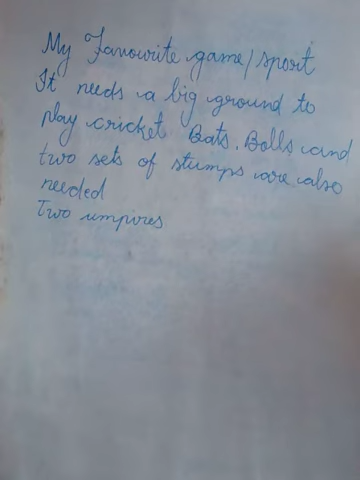 My Favourite game/sport
It needs a big ground to
play cricket Bats, Balls and
two sets of stumps are also
needed
Two umpires